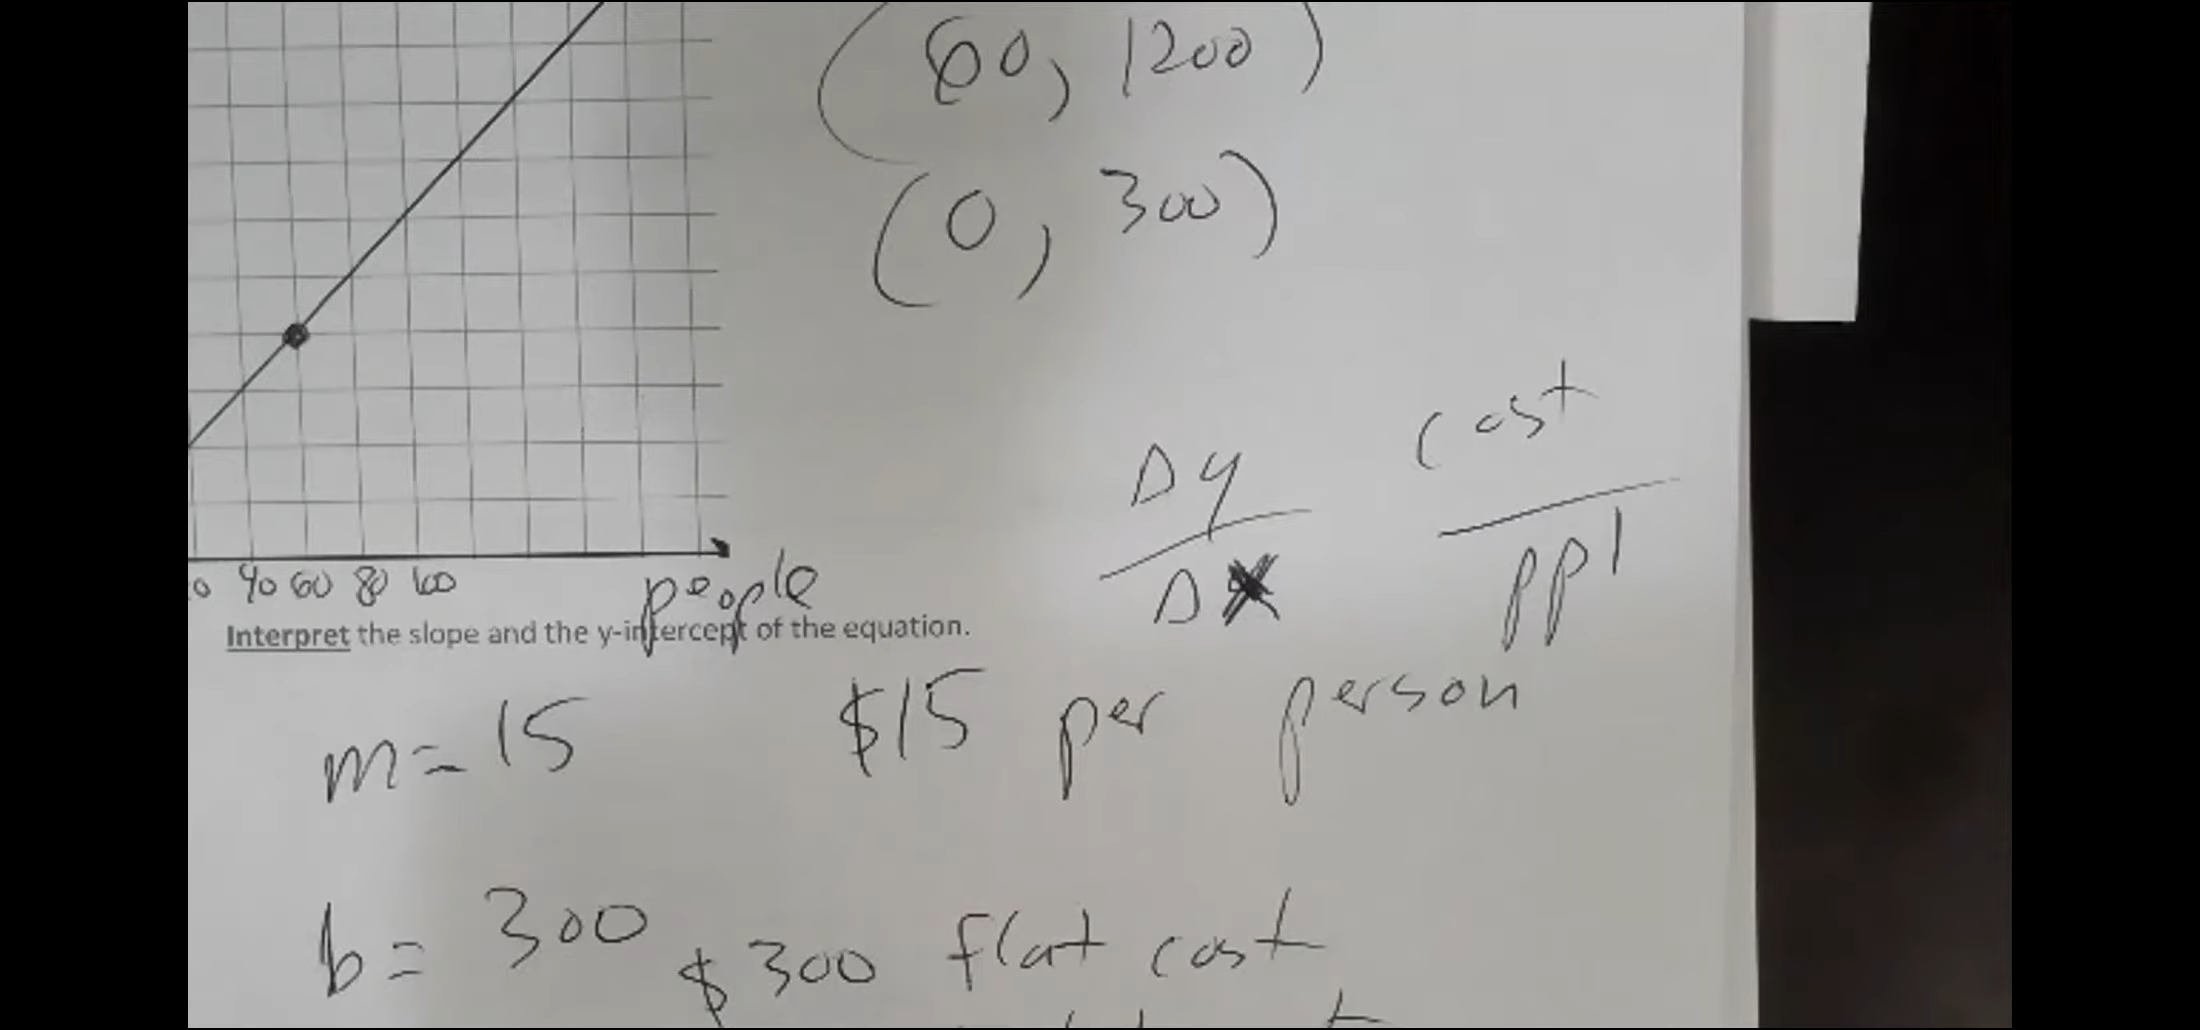 (60, 1200)
(0, 300)
Δy cost
Δx ppl
0 40 60 80 100
people
Interpret the slope and the y-intercept of the equation.
m=15 $15 per person
b= 300 $300 flat cost